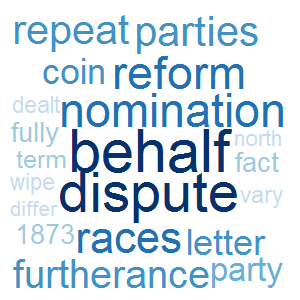 repeat parties
coin reform
dealt nomination
fully behalf north
term fact
wipe dispute vary
differ
1873 races letter
furtherance party